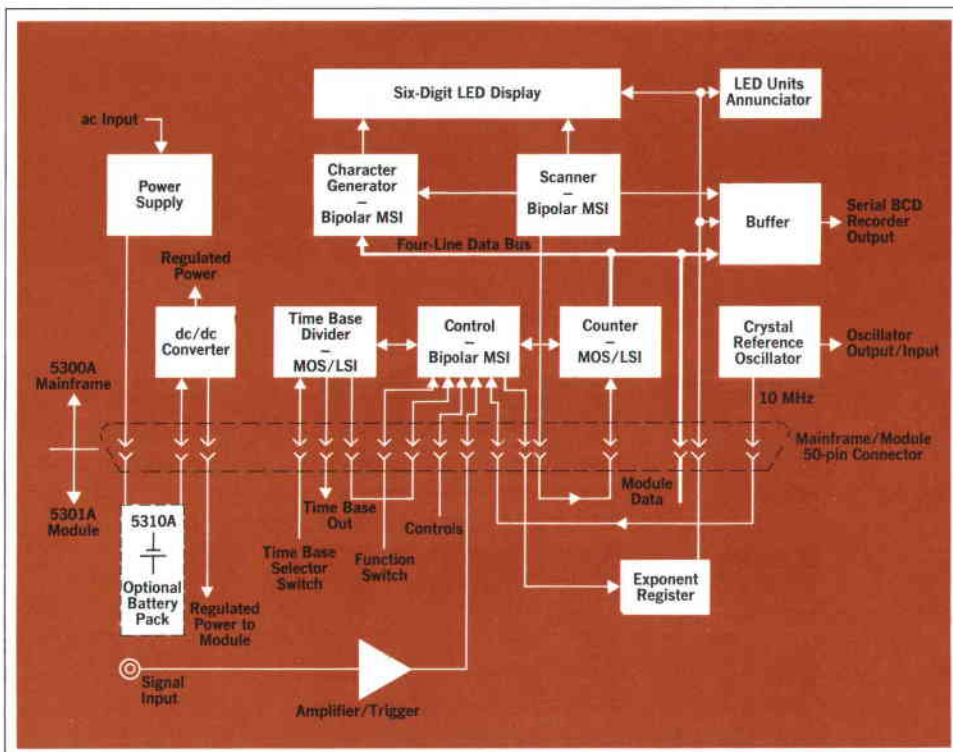 Six-Digit LED Display
LED Units
Annunciator
ac Input
Power
Supply
Character
Generator
–
Bipolar MSI
Scanner
–
Bipolar MSI
Buffer
Serial BCD
Recorder
Output
Four-Line Data Bus
Regulated
Power
dc/dc
Converter
Time Base
Divider
–
MOS/LSI
Control
–
Bipolar MSI
Counter
–
MOS/LSI
Crystal
Reference
Oscillator
Oscillator
Output/Input
5300A
Mainframe
10 MHz
Mainframe/Module
50-pin Connector
5301A
Module
Module
Data
Time Base
Out
Controls
5310A
Optional
Battery
Pack
Time Base
Selector
Switch
Function
Switch
Regulated
Power to
Module
Exponent
Register
Signal
Input
Amplifier/Trigger